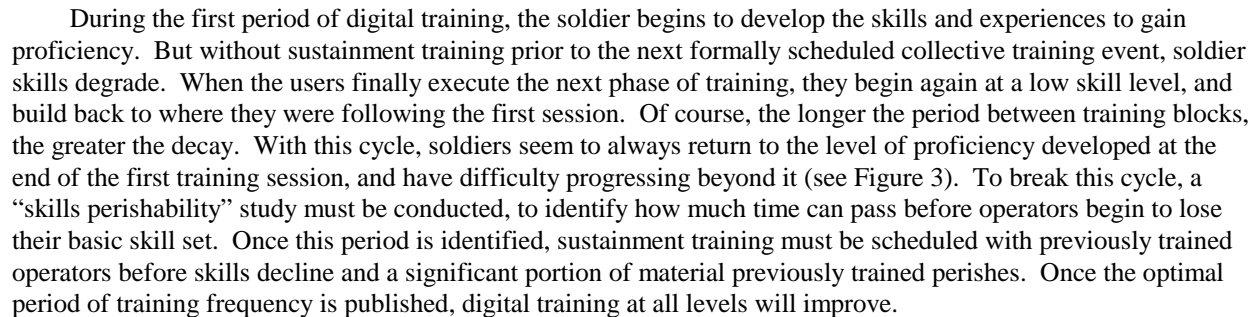 During the first period of digital training, the soldier begins to develop the skills and experiences to gain
proficiency.  But without sustainment training prior to the next formally scheduled collective training event, soldier
skills degrade.  When the users finally execute the next phase of training, they begin again at a low skill level, and
build back to where they were following the first session.  Of course, the longer the period between training blocks,
the greater the decay.  With this cycle, soldiers seem to always return to the level of proficiency developed at the
end of the first training session, and have difficulty progressing beyond it (see Figure 3).  To break this cycle, a
“skills perishability” study must be conducted, to identify how much time can pass before operators begin to lose
their basic skill set.  Once this period is identified, sustainment training must be scheduled with previously trained
operators before skills decline and a significant portion of material previously trained perishes.  Once the optimal
period of training frequency is published, digital training at all levels will improve.